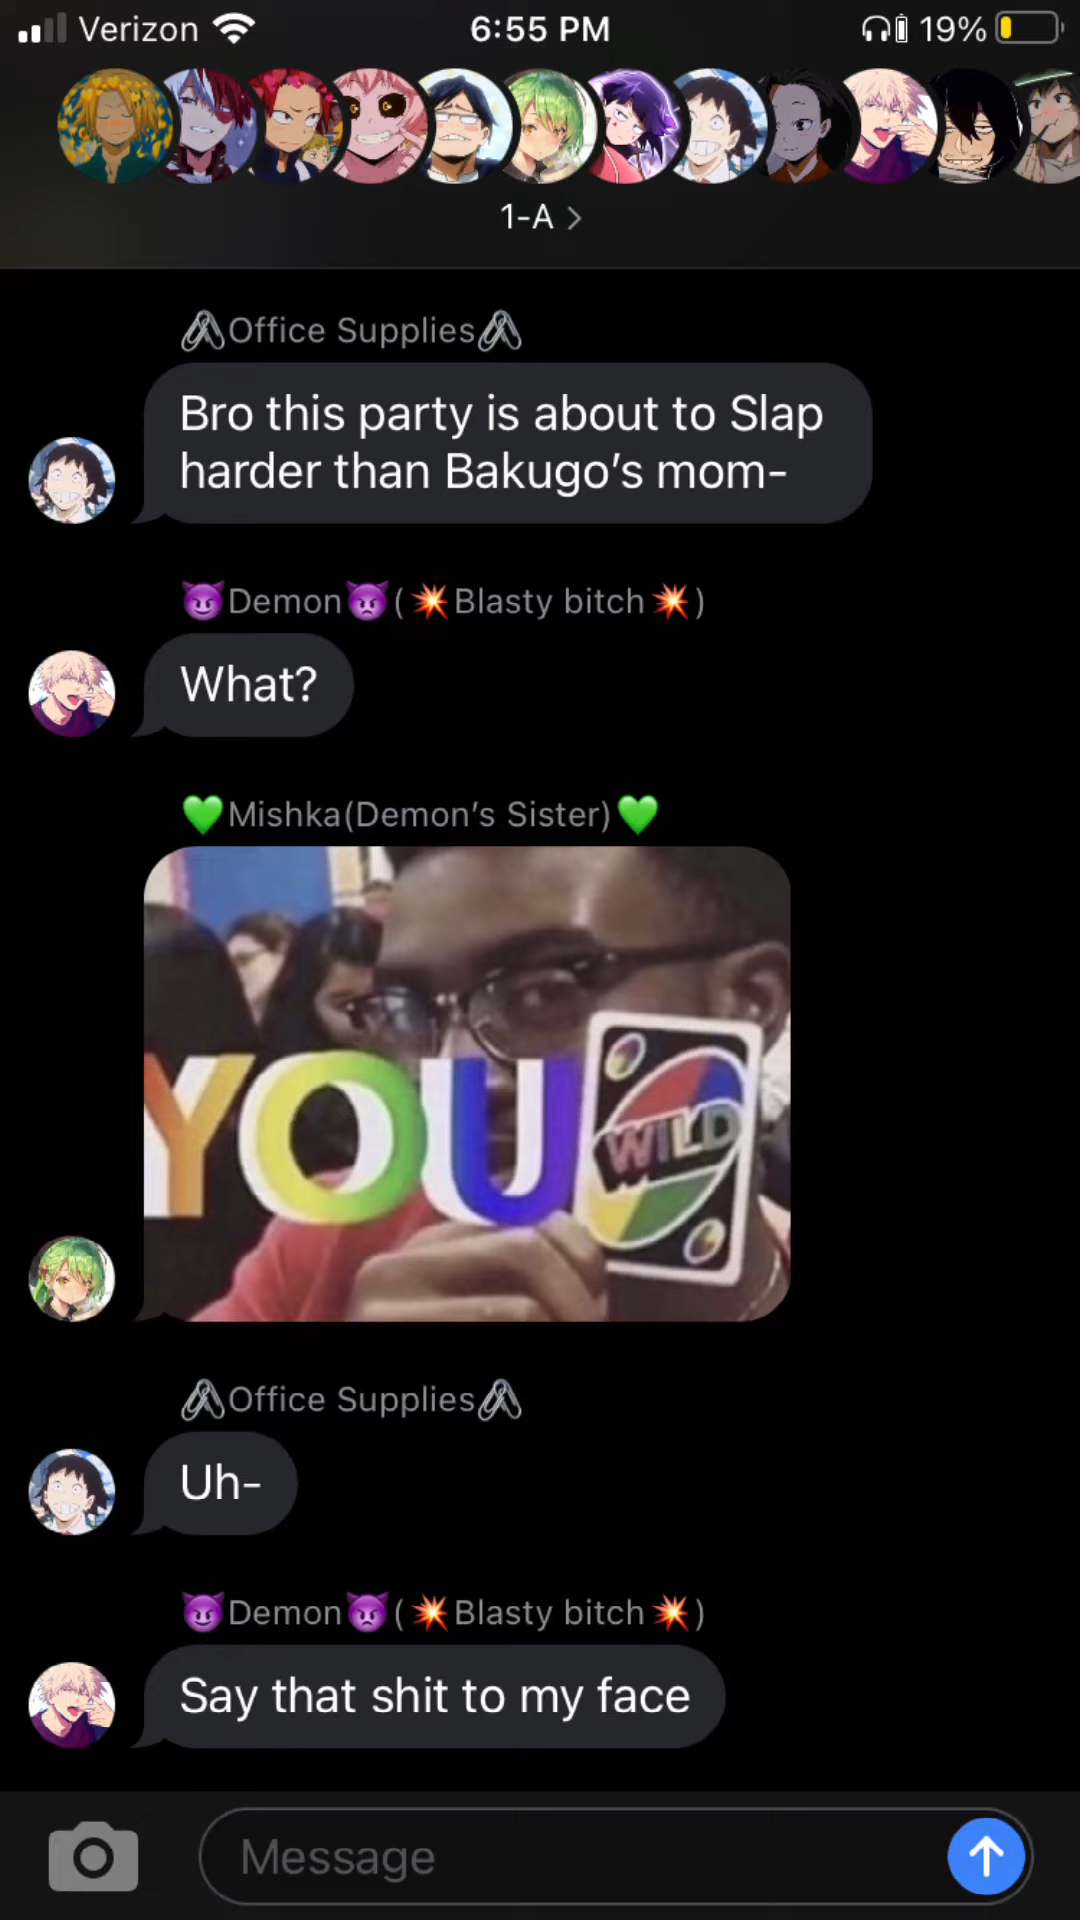 Verizon 6:55 PM 19%
1-A >
🖇Office Supplies🖇
Bro this party is about to Slap
harder than Bakugo's mom-
😈Demon👿(💥Blasty bitch💥)
What?
💚Mishka(Demon's Sister)💚
YOU WILD
🖇Office Supplies🖇
Uh-
😈Demon👿(💥Blasty bitch💥)
Say that shit to my face
Message